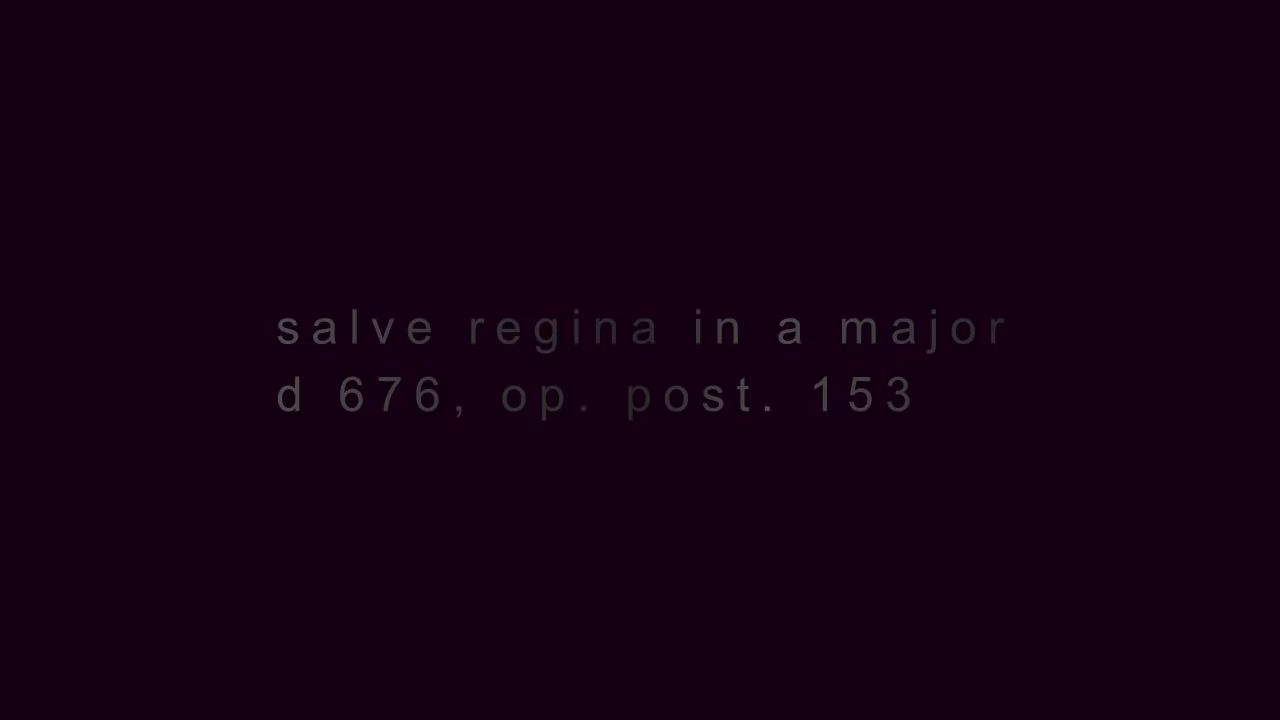 salve regina in a major
d 676, op. post. 153